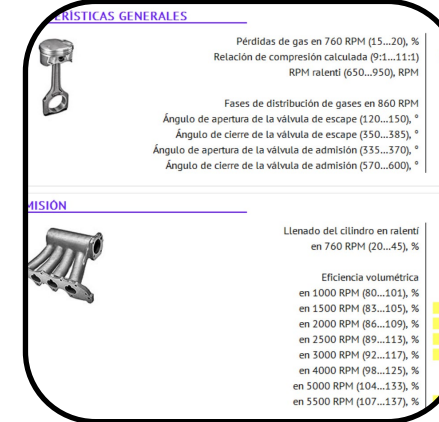 ERÍSTICAS GENERALES
Pérdidas de gas en 760 RPM (15...20), %
Relación de compresión calculada (9:1...11:1)
RPM ralenti (650...950), RPM
Fases de distribución de gases en 860 RPM
Ángulo de apertura de la válvula de escape (120...150), °
Ángulo de cierre de la válvula de escape (350...385), °
Ángulo de apertura de la válvula de admisión (335...370), °
Ángulo de cierre de la válvula de admisión (570...600), °
MISIÓN
Llenado del cilindro en ralentí
en 760 RPM (20...45), %
Eficiencia volumétrica
en 1000 RPM (80...101), %
en 1500 RPM (83...105), %
en 2000 RPM (86...109), %
en 2500 RPM (89...113), %
en 3000 RPM (92...117), %
en 4000 RPM (98...125), %
en 5000 RPM (104...133), %
en 5500 RPM (107...137), %